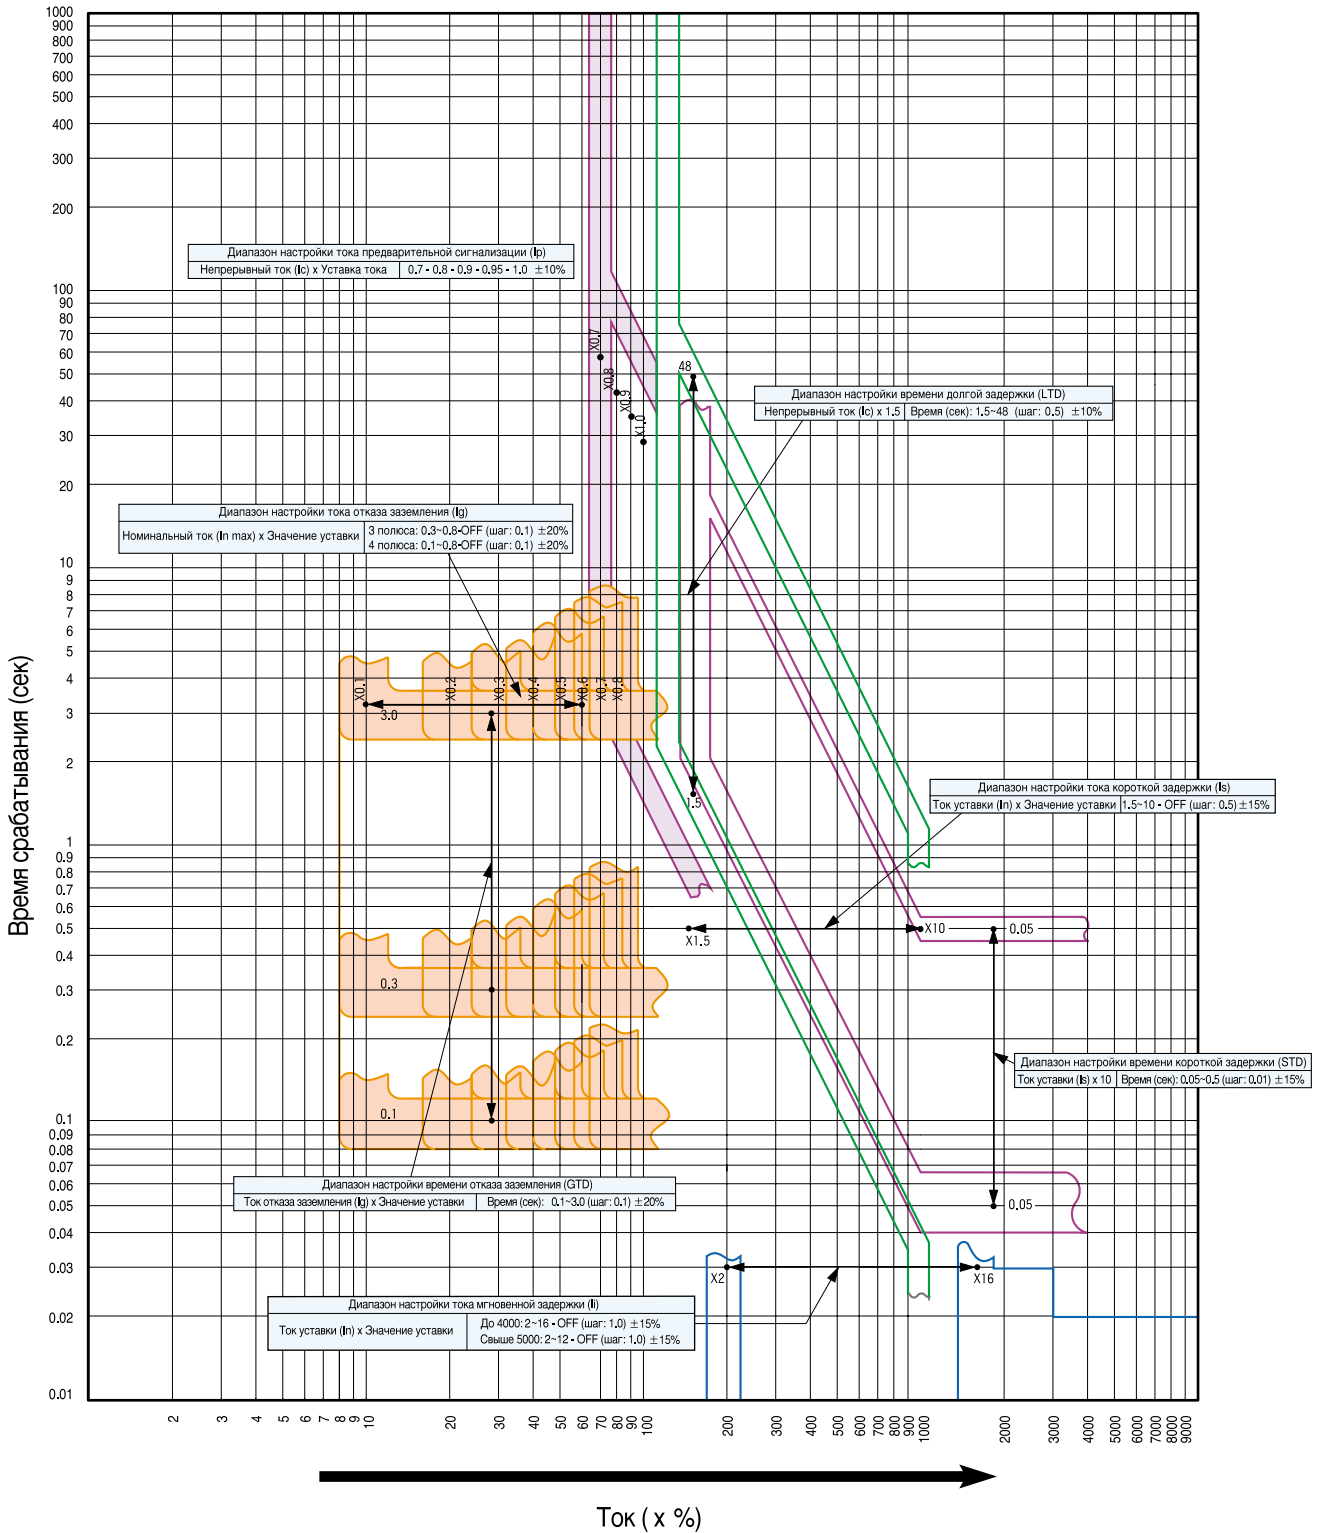 1000
900
800
700
600
500
400
300
200
100
90
80
70
60
50
40
30
20
10
9
8
7
6
5
4
3
2
1
0.9
0.8
0.7
0.6
0.5
0.4
0.3
0.2
0.1
0.09
0.08
0.07
0.06
0.05
0.04
0.03
0.02
0.01
Время срабатывания (сек)
Диапазон настройки тока предварительной сигнализации (Ip)
Непрерывный ток (Ic) x Уставка тока 0.7 - 0.8 - 0.9 - 0.95 - 1.0 ±10%
X0.7
X0.8
X0.9
X1.0
48
Диапазон настройки времени долгой задержки (LTD)
Непрерывный ток (Ic) x 1.5 Время (сек): 1.5~48 (шаг: 0.5) ±10%
Диапазон настройки тока отказа заземления (Ig)
Номинальный ток (In max) x Значение уставки 3 полюса: 0.3~0.8-OFF (шаг: 0.1) ±20%
4 полюса: 0.1~0.8-OFF (шаг: 0.1) ±20%
X0.1
X0.2
X0.3
X0.4
X0.5
X0.6
X0.7
X0.8
3.0
1.5
Диапазон настройки тока короткой задержки (Is)
Ток уставки (In) x Значение уставки 1.5~10 - OFF (шаг: 0.5) ±15%
X1.5
X10
0.05
0.3
Диапазон настройки времени короткой задержки (STD)
Ток уставки (Is) x 10 Время (сек): 0.05~0.5 (шаг: 0.01) ±15%
0.1
Диапазон настройки времени отказа заземления (GTD)
Ток отказа заземления (Ig) x Значение уставки Время (сек): 0.1~3.0 (шаг: 0.1) ±20%
0.05
X2
X16
Диапазон настройки тока мгновенной задержки (Ii)
Ток уставки (In) x Значение уставки До 4000: 2~16 - OFF (шаг: 1.0) ±15%
Свыше 5000: 2~12 - OFF (шаг: 1.0) ±15%
2 3 4 5 6 7 8 9 10 20 30 40 50 60 70 80 90 100 200 300 400 500 600 700 800 900 1000 2000 3000 4000 5000 6000 7000 8000 9000
Ток ( x %)